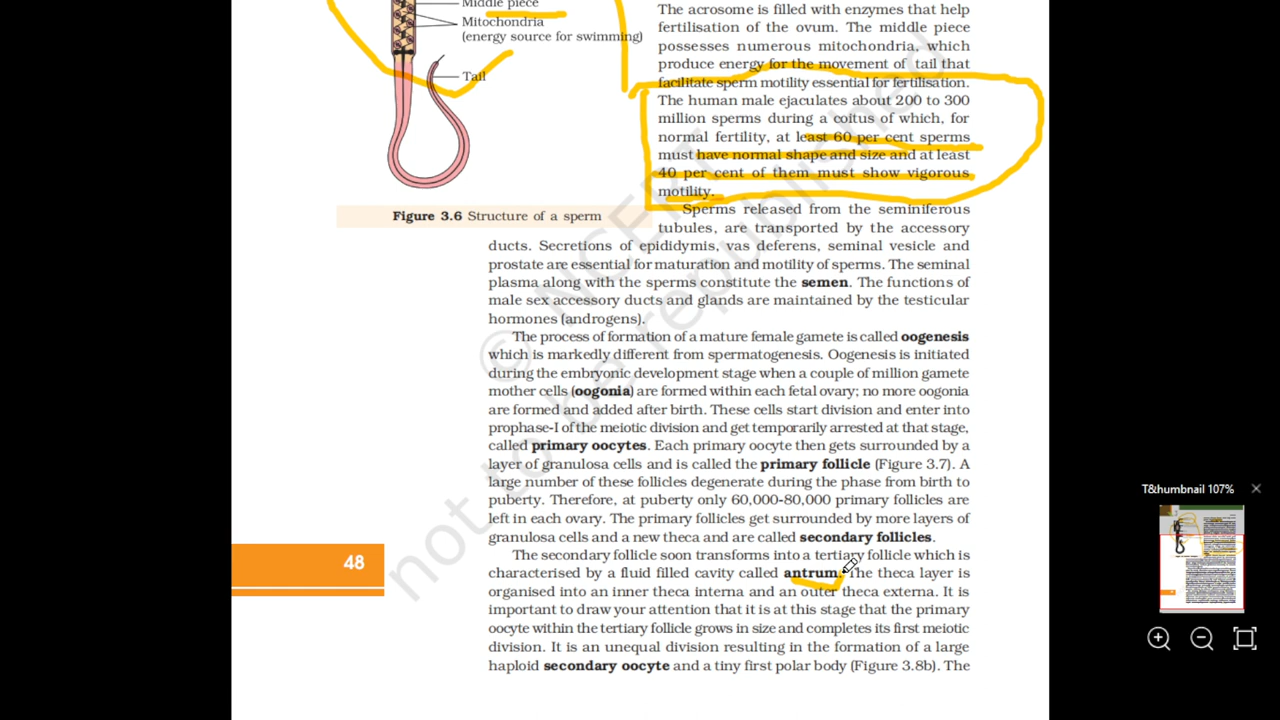 Middle piece
Mitochondria
(energy source for swimming)
Tail
Figure 3.6 Structure of a sperm
The acrosome is filled with enzymes that help
fertilisation of the ovum. The middle piece
possesses numerous mitochondria, which
produce energy for the movement of tail that
facilitate sperm motility essential for fertilisation.
The human male ejaculates about 200 to 300
million sperms during a coitus of which, for
normal fertility, at least 60 per cent sperms
must have normal shape and size and at least
40 per cent of them must show vigorous
motility.
Sperms released from the seminiferous
tubules, are transported by the accessory
ducts. Secretions of epididymis, vas deferens, seminal vesicle and
prostate are essential for maturation and motility of sperms. The seminal
plasma along with the sperms constitute the semen. The functions of
male sex accessory ducts and glands are maintained by the testicular
hormones (androgens).
The process of formation of a mature female gamete is called oogenesis
which is markedly different from spermatogenesis. Oogenesis is initiated
during the embryonic development stage when a couple of million gamete
mother cells (oogonia) are formed within each fetal ovary; no more oogonia
are formed and added after birth. These cells start division and enter into
prophase-I of the meiotic division and get temporarily arrested at that stage,
called primary oocytes. Each primary oocyte then gets surrounded by a
layer of granulosa cells and is called the primary follicle (Figure 3.7). A
large number of these follicles degenerate during the phase from birth to
puberty. Therefore, at puberty only 60,000-80,000 primary follicles are
left in each ovary. The primary follicles get surrounded by more layers of
granulosa cells and a new theca and are called secondary follicles.
The secondary follicle soon transforms into a tertiary follicle which is
characterised by a fluid filled cavity called antrum. The theca layer is
organised into an inner theca interna and an outer theca externa. It is
important to draw your attention that it is at this stage that the primary
oocyte within the tertiary follicle grows in size and completes its first meiotic
division. It is an unequal division resulting in the formation of a large
haploid secondary oocyte and a tiny first polar body (Figure 3.8b). The
48
© NCERT
not to be republished
T&humbnail 107%